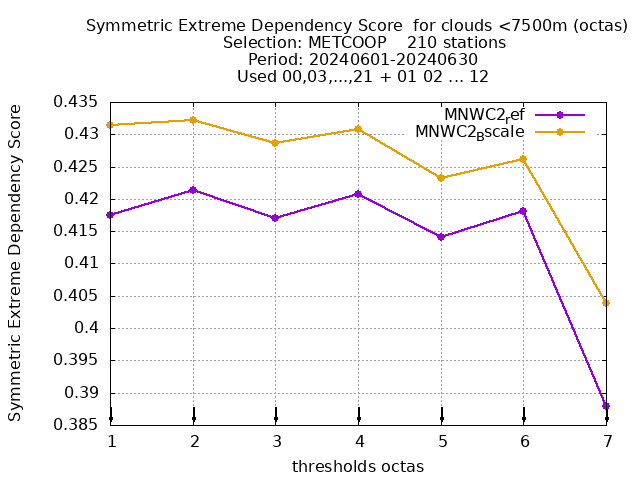 Symmetric Extreme Dependency Score  for clouds <7500m (octas)
Selection: METCOOP    210 stations
Period: 20240601-20240630
Used 00,03,...,21 + 01 02 ... 12
Symmetric Extreme Dependency Score
0.435
0.43
0.425
0.42
0.415
0.41
0.405
0.4
0.395
0.39
0.385
MNWC2ref
MNWC2Bscale
1 2 3 4 5 6 7
thresholds octas